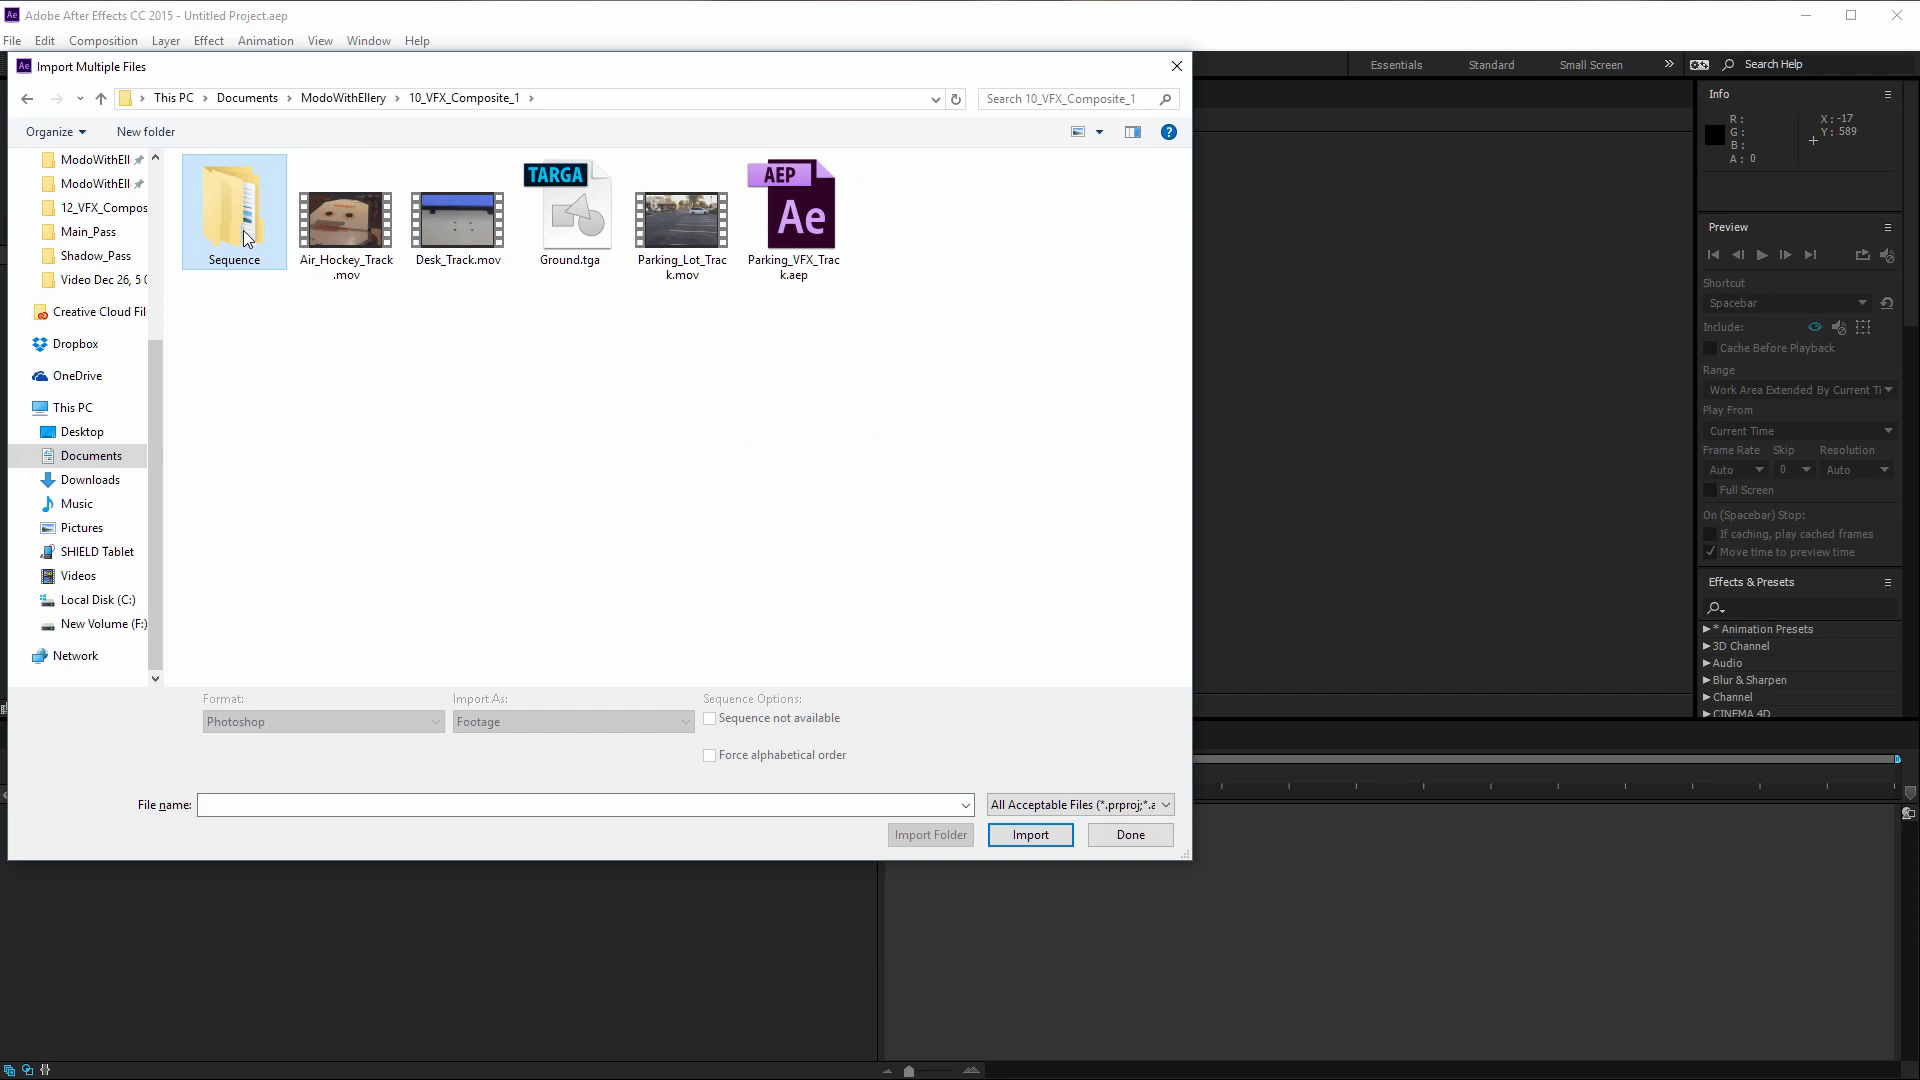 Ae Adobe After Effects CC 2015 - Untitled Project.aep
File Edit Composition Layer Effect Animation View Window Help
Ae Import Multiple Files
Essentials Standard Small Screen » Search Help
This PC > Documents > ModoWithEllery > 10_VFX_Composite_1 >
Search 10_VFX_Composite_1
Organize New folder
ModoWithEll
ModoWithEll
12_VFX_Compos
Main_Pass
Shadow_Pass
Video Dec 26, 5 0
Creative Cloud Fil
Dropbox
OneDrive
This PC
Desktop
Documents
Downloads
Music
Pictures
SHIELD Tablet
Videos
Local Disk (C:)
New Volume (F:)
Network
TARGA
AEP
Ae
Sequence
Air_Hockey_Track
.mov
Desk_Track.mov
Ground.tga
Parking_Lot_Trac
k.mov
Parking_VFX_Trac
k.aep
Format:
Photoshop
Import As:
Footage
Sequence Options:
Sequence not available
Force alphabetical order
File name:
All Acceptable Files (*.prproj;*.a
Import Folder Import Done
Info
R :
G :
B :
A : 0
X : -17
Y : 589
Preview
Shortcut
Spacebar
Include:
Cache Before Playback
Range
Work Area Extended By Current Ti
Play From
Current Time
Frame Rate Skip Resolution
Auto 0 Auto
Full Screen
On (Spacebar) Stop:
If caching, play cached frames
Move time to preview time
Effects & Presets
* Animation Presets
3D Channel
Audio
Blur & Sharpen
Channel
CINEMA 4D